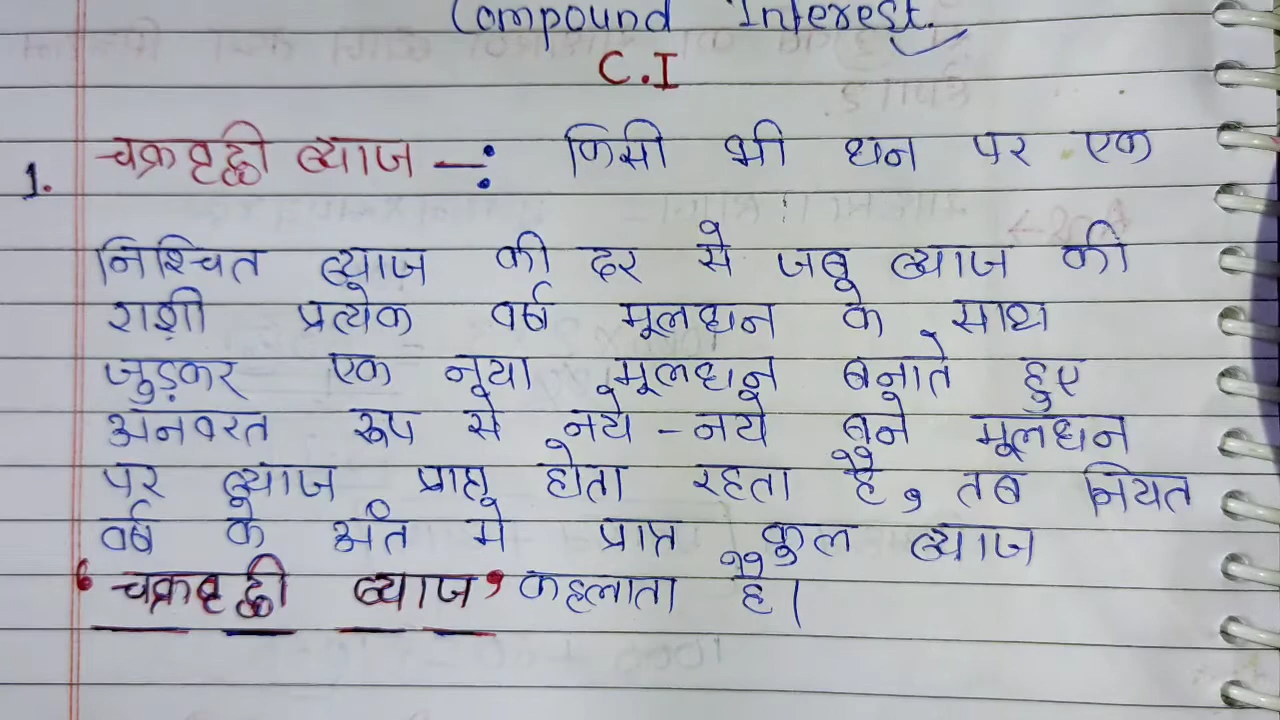 Compound Interest.
C.I
1. चक्रवृद्धी ब्याज –: किसी भी धन पर एक
निश्चित ब्याज की दर से जब ब्याज की
राशी प्रत्येक वर्ष मूलधन के साथ
जुड़कर एक नया मूलधन बनाते हुए
अनवरत रूप से नये-नये बने मूलधन
पर ब्याज प्राप्त होता रहता है, तब नियत
वर्ष के अंत मे प्राप्त कुल ब्याज
'चक्रवृद्धी ब्याज' कहलाता है।